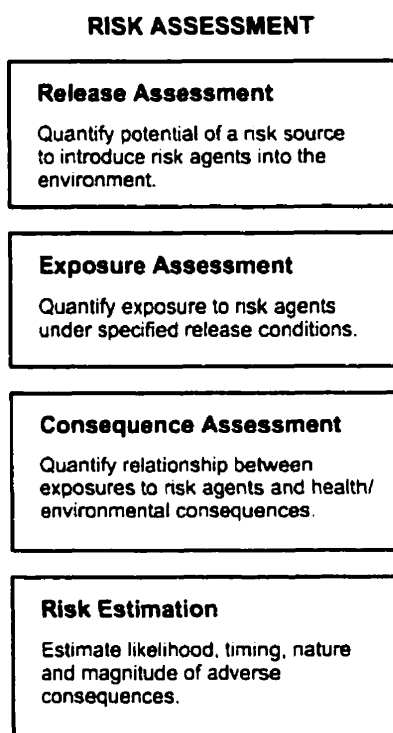 RISK ASSESSMENT
Release Assessment
Quantify potential of a risk source
to introduce risk agents into the
environment.
Exposure Assessment
Quantify exposure to risk agents
under specified release conditions.
Consequence Assessment
Quantify relationship between
exposures to risk agents and health/
environmental consequences.
Risk Estimation
Estimate likelihood, timing, nature
and magnitude of adverse
consequences.